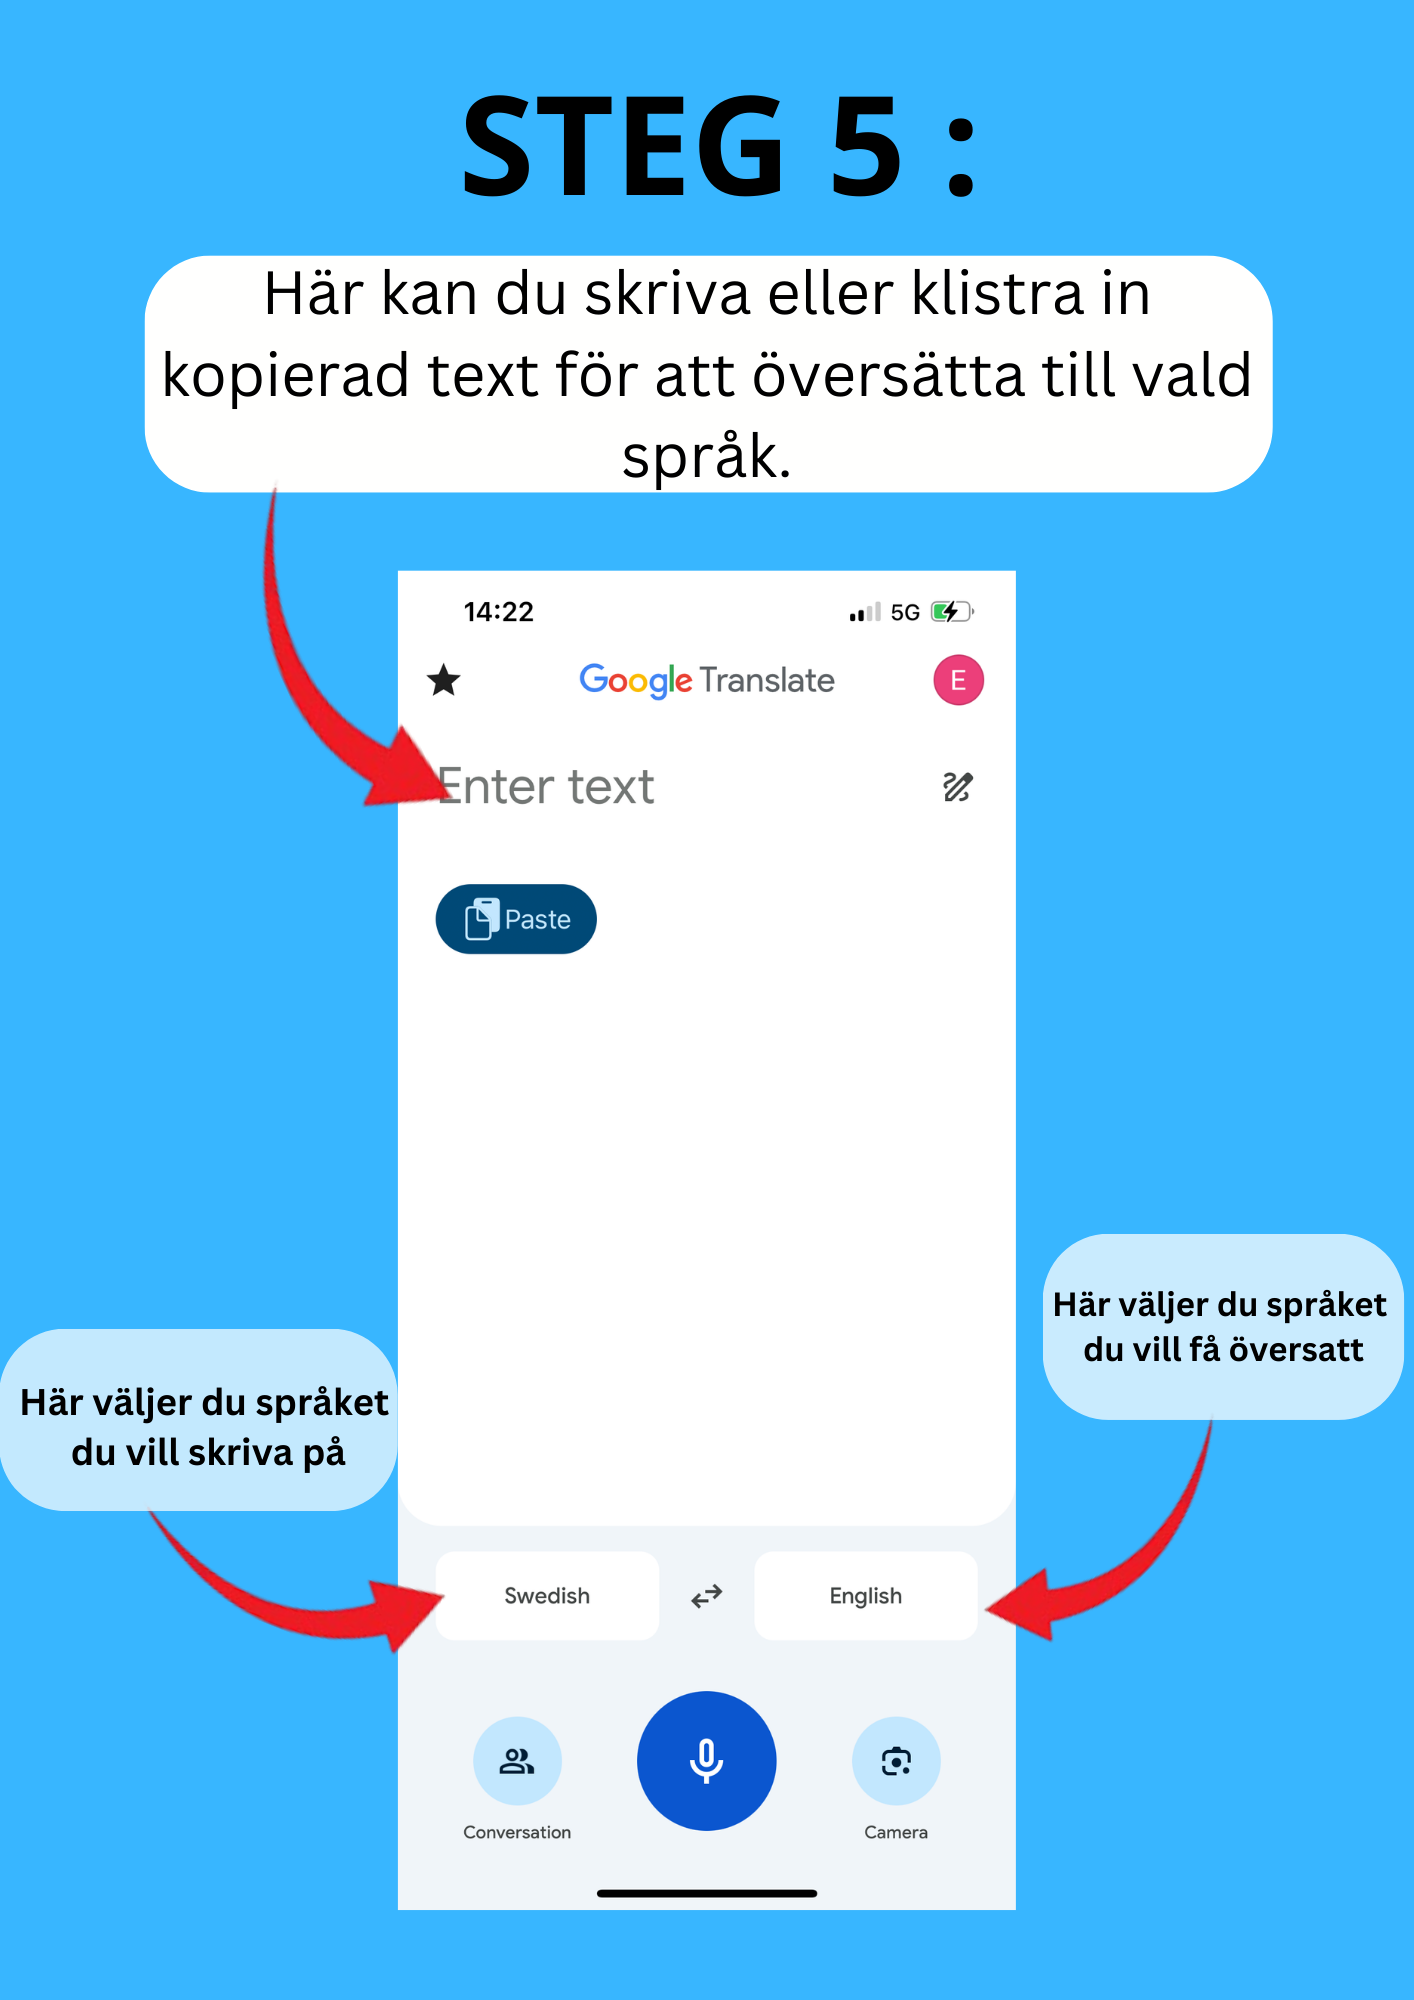 STEG 5 :
Här kan du skriva eller klistra in
kopierad text för att översätta till vald
språk.
14:22
5G
Google Translate
E
Enter text
Paste
Här väljer du språket
du vill få översatt
Här väljer du språket
du vill skriva på
Swedish
English
Conversation
Camera